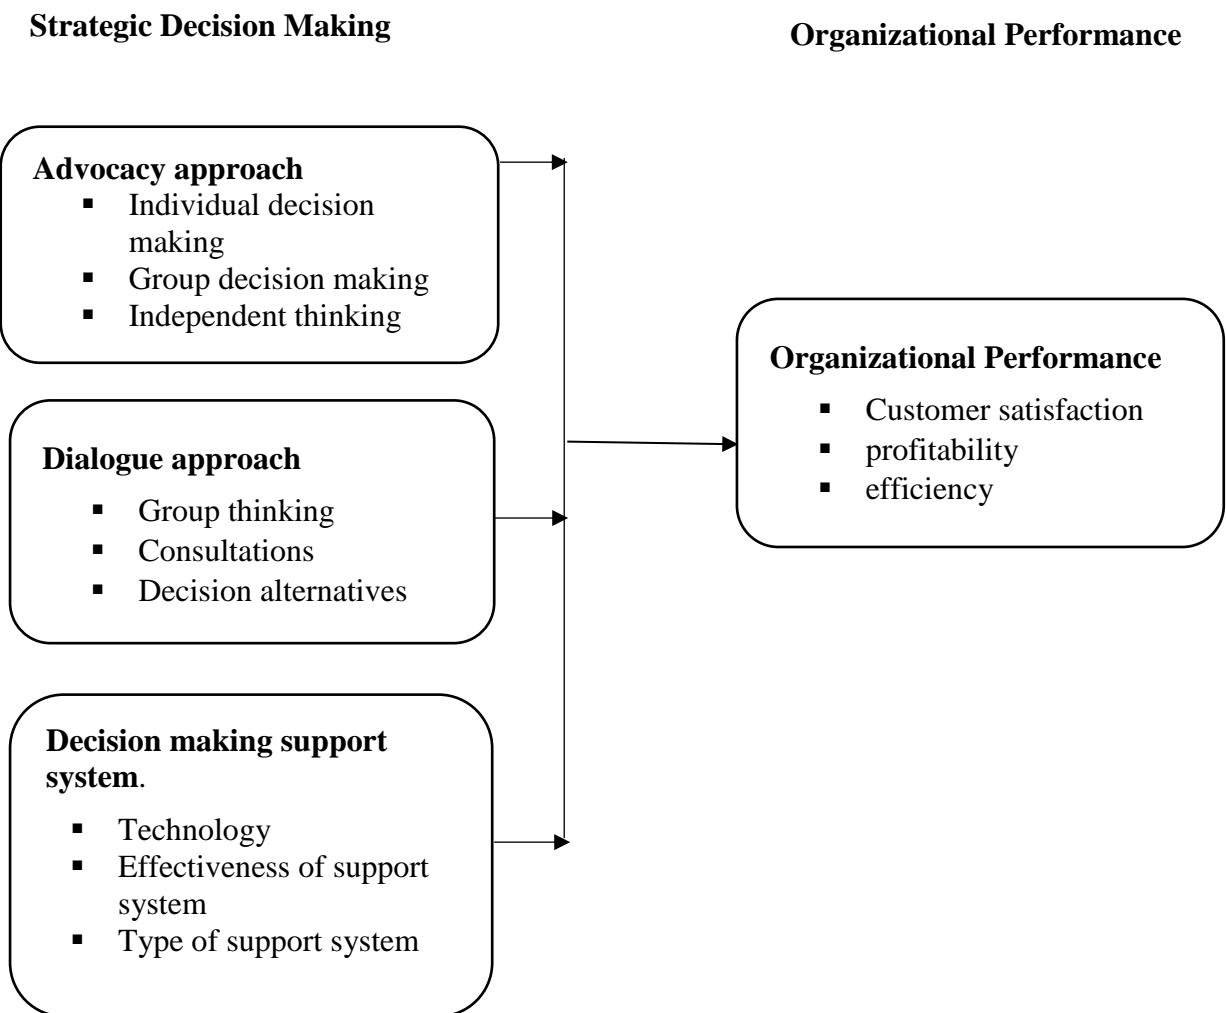 Strategic Decision Making
Organizational Performance
Advocacy approach
▪ Individual decision
making
▪ Group decision making
▪ Independent thinking
Dialogue approach
▪ Group thinking
▪ Consultations
▪ Decision alternatives
Decision making support
system.
▪ Technology
▪ Effectiveness of support
system
▪ Type of support system
Organizational Performance
▪ Customer satisfaction
▪ profitability
▪ efficiency